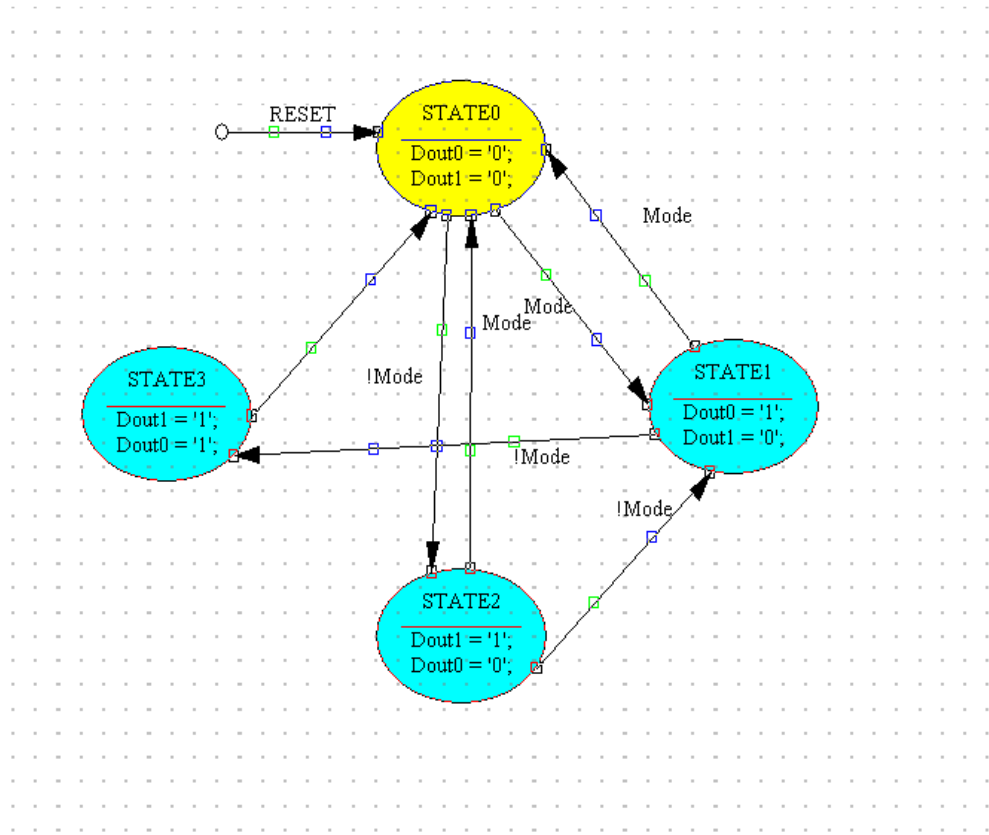 RESET
STATE0
Dout0 = '0';
Dout1 = '0';
Mode
Mode
Mode
!Mode
STATE3
Dout1 = '1';
Dout0 = '1';
STATE1
Dout0 = '1';
Dout1 = '0';
!Mode
!Mode
STATE2
Dout1 = '1';
Dout0 = '0';